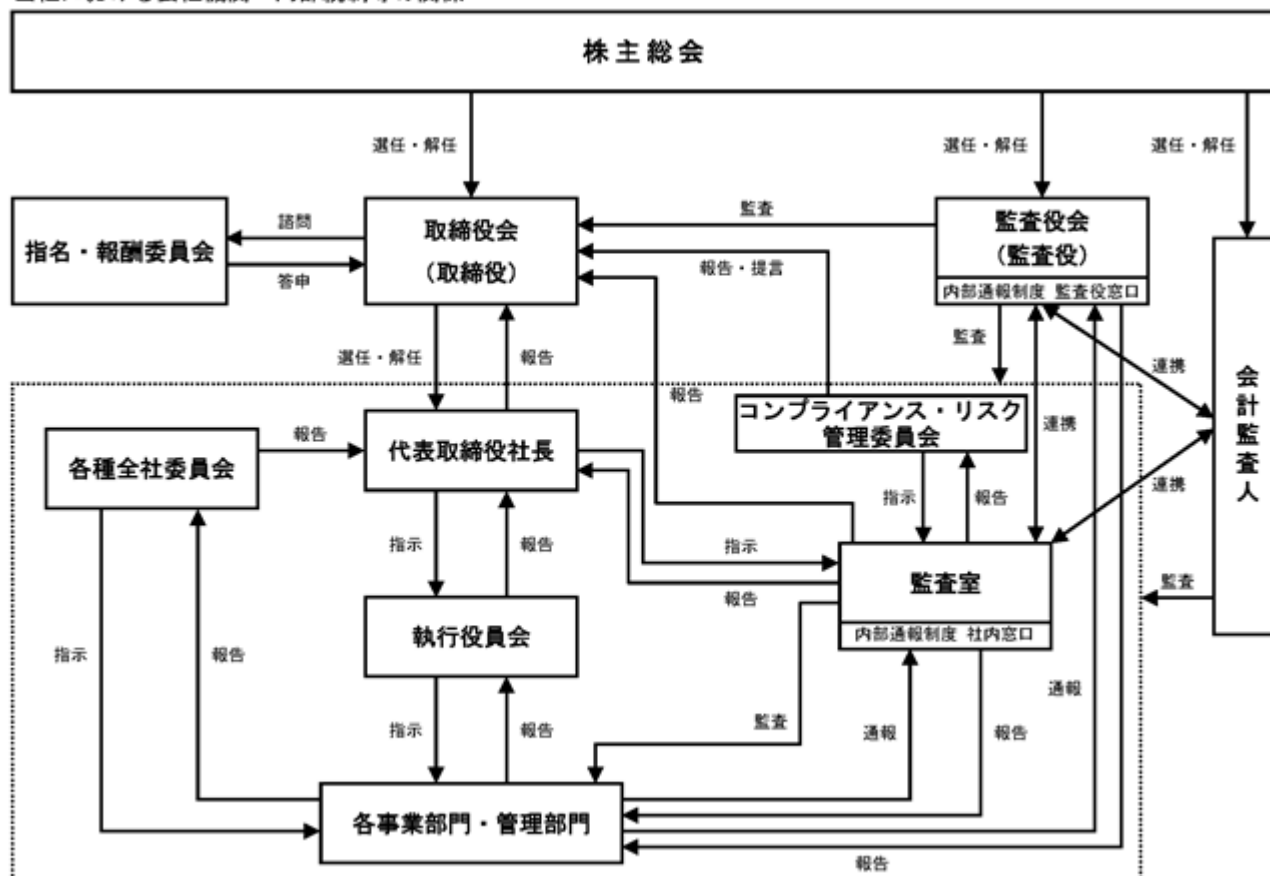 株主総会
選任・解任
選任・解任
選任・解任
指名・報酬委員会
諮問
答申
取締役会
(取締役)
監査
報告・提言
監査役会
(監査役)
内部通報制度 監査役窓口
選任・解任
報告
報告
監査
連携
連携
連携
会計監査人
各種全社委員会
報告
代表取締役社長
コンプライアンス・リスク
管理委員会
指示
報告
指示
報告
指示
報告
監査室
内部通報制度 社内窓口
監査
執行役員会
指示
報告
指示
報告
監査
通報
報告
通報
各事業部門・管理部門
報告